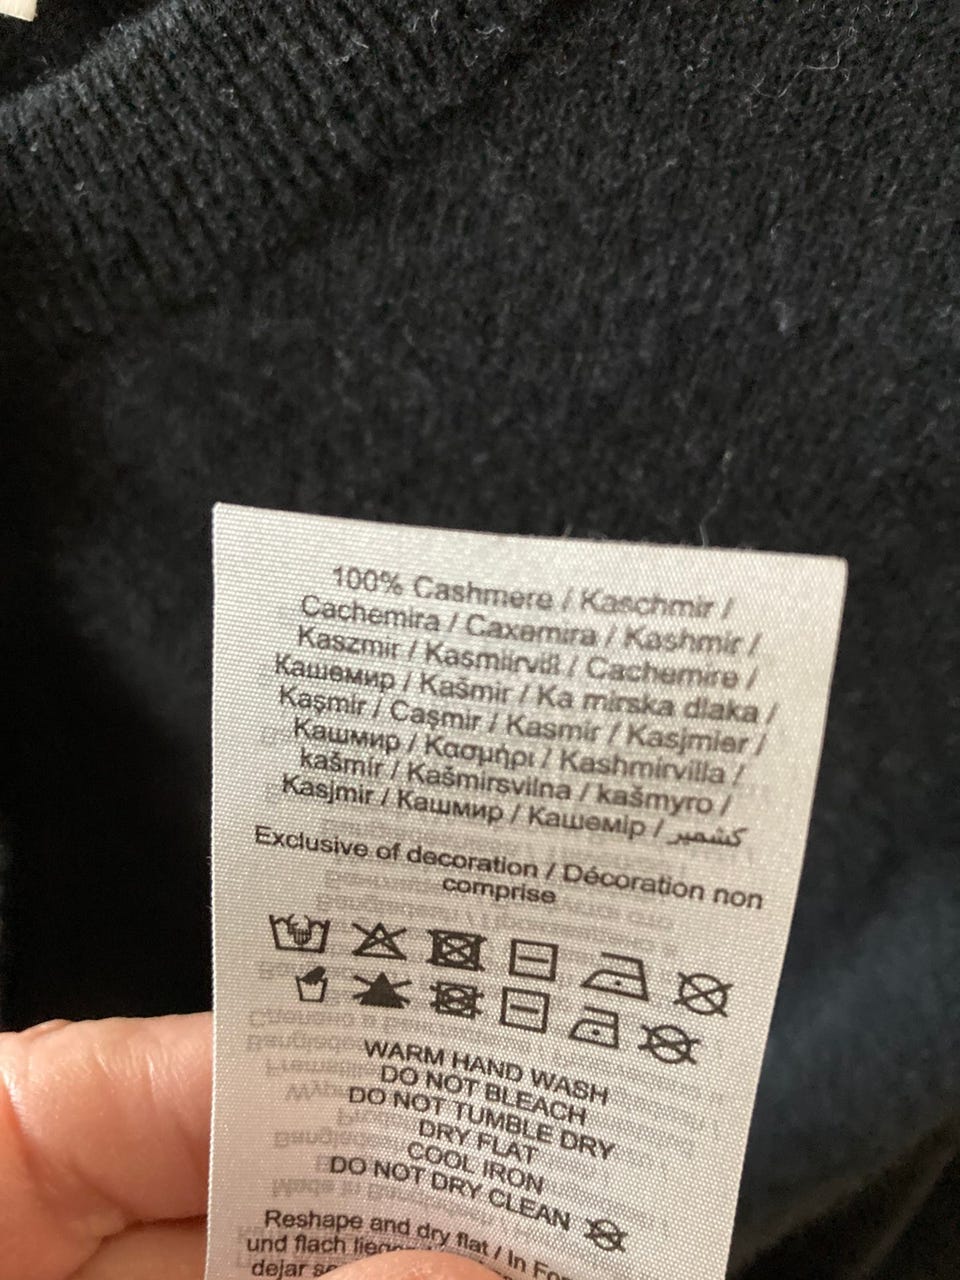 100% Cashmere / Kaschmir /
Cachemira / Caxemira / Kashmir /
Kaszmir / Kasmiirvill / Cachemire /
Кашемир / Kašmir / Ka mirska dlaka /
Kaşmir / Caşmir / Kasmír / Kasjmier /
Кашмир / Κασμήρι / Kashmirvilla /
kašmír / Kašmirsvilna / kašmyro /
Kasjmir / Кашмир / Кашемір / كشمير
Exclusive of decoration / Décoration non
comprise
WARM HAND WASH
DO NOT BLEACH
DO NOT TUMBLE DRY
DRY FLAT
COOL IRON
DO NOT DRY CLEAN
Reshape and dry flat / In
und flach
dejar